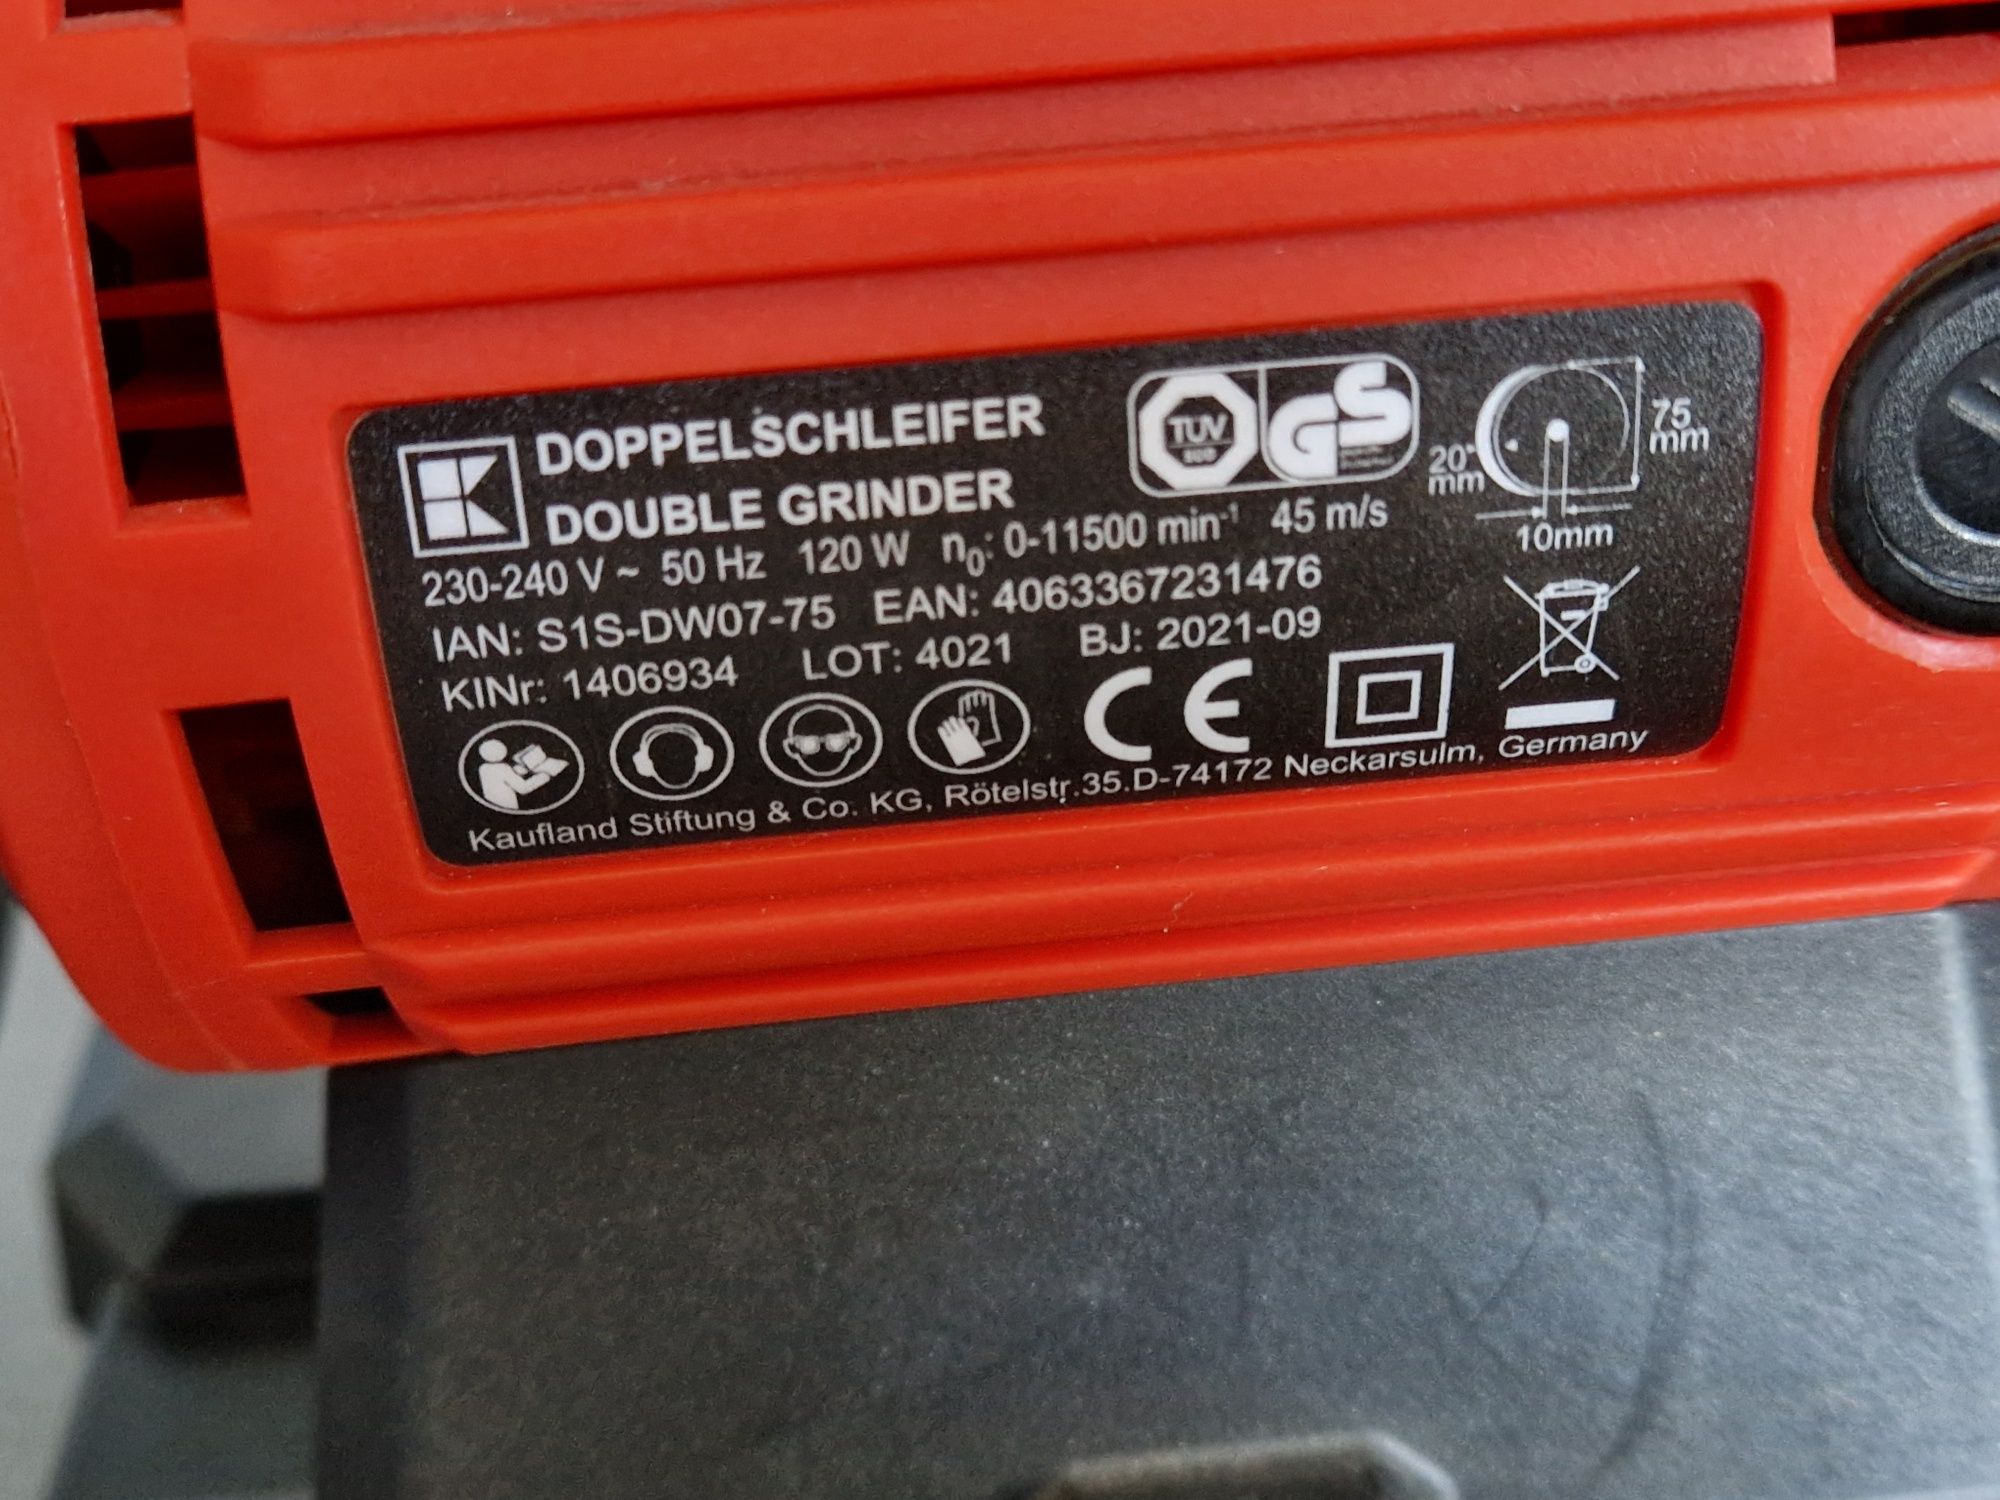 DOPPELSCHLEIFER
DOUBLE GRINDER
TÜV
SÜD
GS
75 mm
20 mm
10mm
230-240 V ~ 50 Hz 120 W n₀: 0-11500 min⁻¹ 45 m/s
IAN: S1S-DW07-75 EAN: 4063367231476
KINr: 1406934 LOT: 4021 BJ: 2021-09
CE
Kaufland Stiftung & Co. KG, Rötelstr.35.D-74172 Neckarsulm, Germany